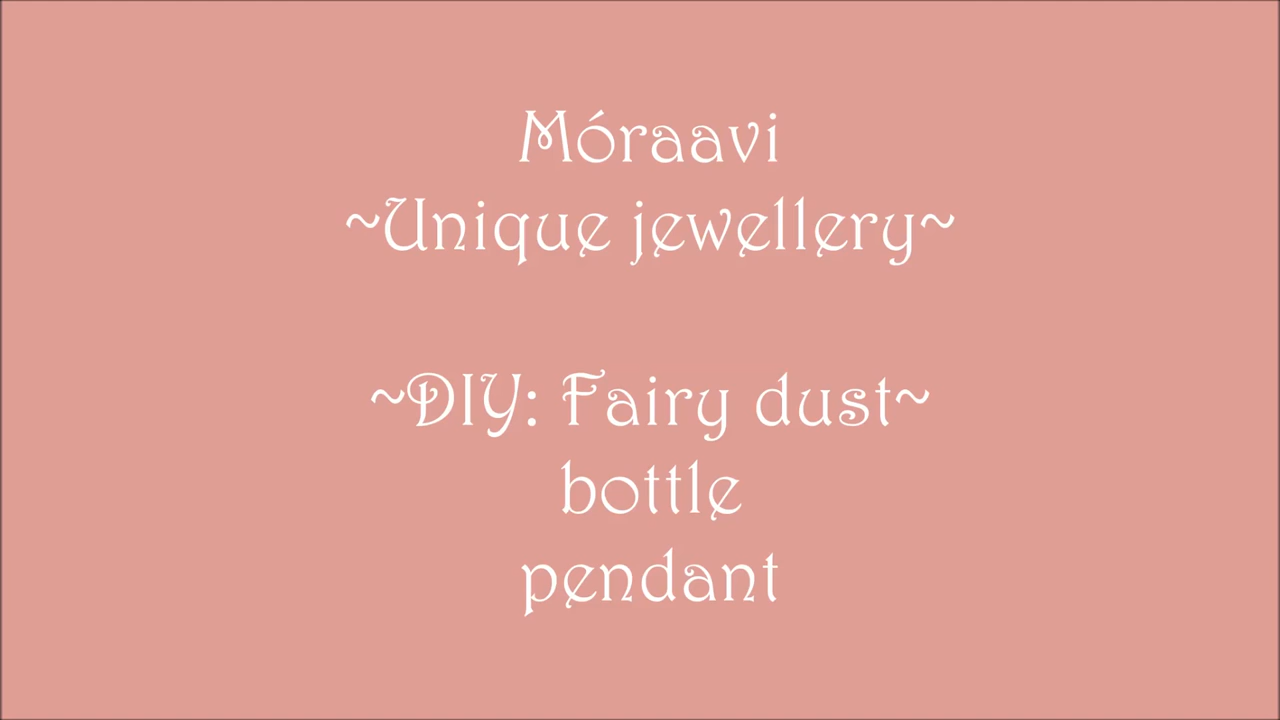 Móraavi
~Unique jewellery~
~DIY: Fairy dust~
bottle
pendant